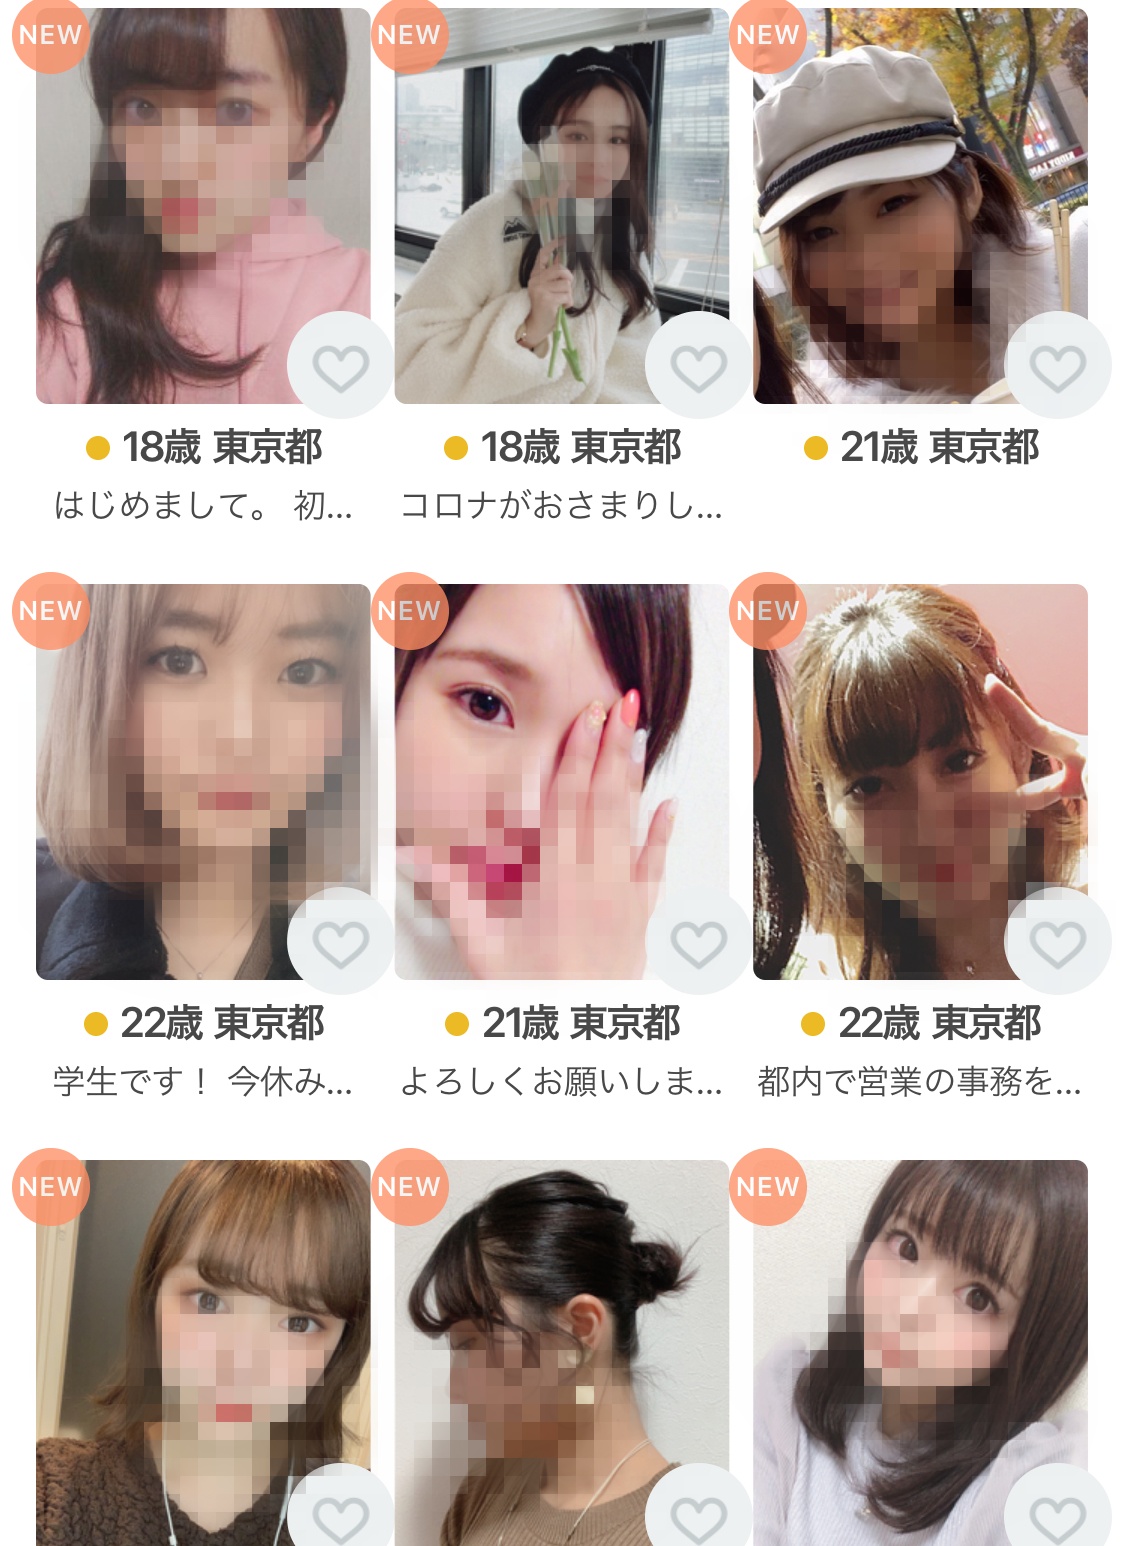 NEW NEW NEW
18歳 東京都
はじめまして。 初...
18歳 東京都
コロナがおさまりし...
21歳 東京都
NEW NEW NEW
22歳 東京都
学生です！ 今休み...
21歳 東京都
よろしくお願いしま...
22歳 東京都
都内で営業の事務を...
NEW NEW NEW